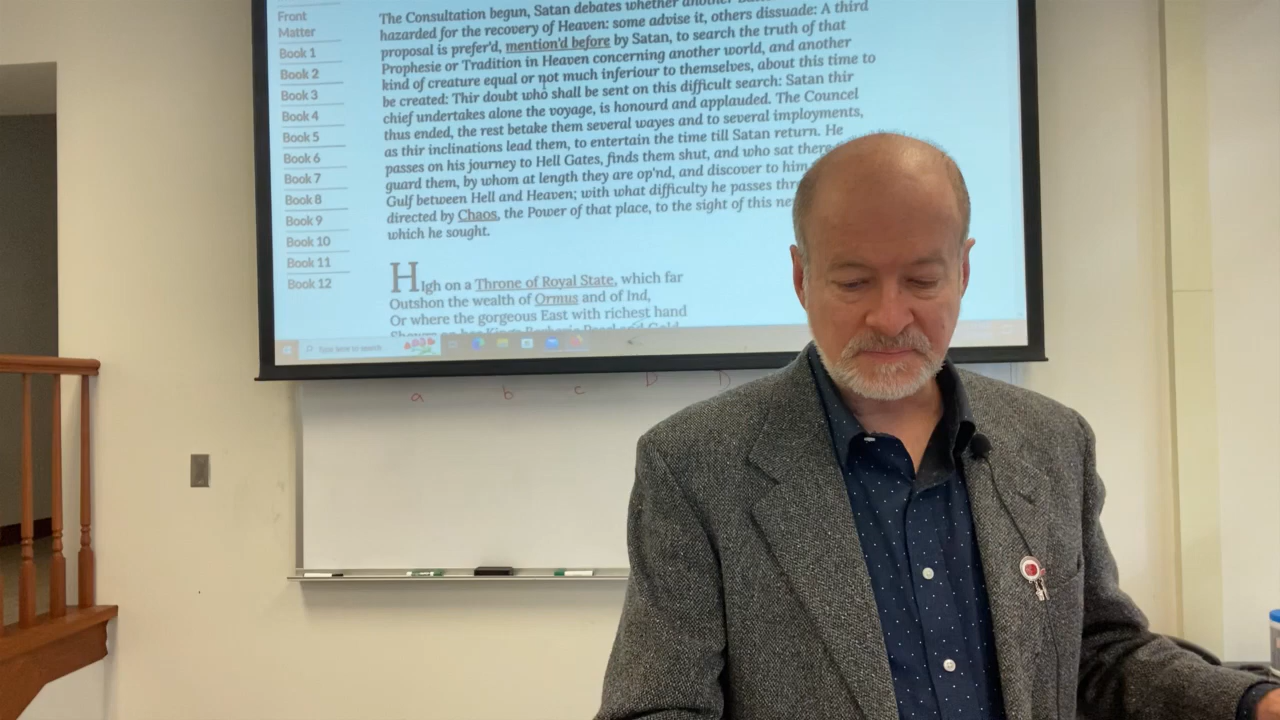 Front
Matter
Book 1
Book 2
Book 3
Book 4
Book 5
Book 6
Book 7
Book 8
Book 9
Book 10
Book 11
Book 12
The Consultation begun, Satan debates whether another
hazarded for the recovery of Heaven: some advise it, others dissuade: A third
proposal is prefer'd, mention'd before by Satan, to search the truth of that
Prophesie or Tradition in Heaven concerning another world, and another
kind of creature equal or not much inferiour to themselves, about this time to
be created: Thir doubt who shall be sent on this difficult search: Satan thir
chief undertakes alone the voyage, is honourd and applauded. The Councel
thus ended, the rest betake them several wayes and to several imployments,
as thir inclinations lead them, to entertain the time till Satan return. He
passes on his journey to Hell Gates, finds them shut, and who sat there
guard them, by whom at length they are op'nd, and discover to him
Gulf between Hell and Heaven; with what difficulty he passes
directed by Chaos, the Power of that place, to the sight of this
which he sought.
HIgh on a Throne of Royal State, which far
Outshon the wealth of Ormus and of Ind,
Or where the gorgeous East with richest hand
Type here to search
a b c D D